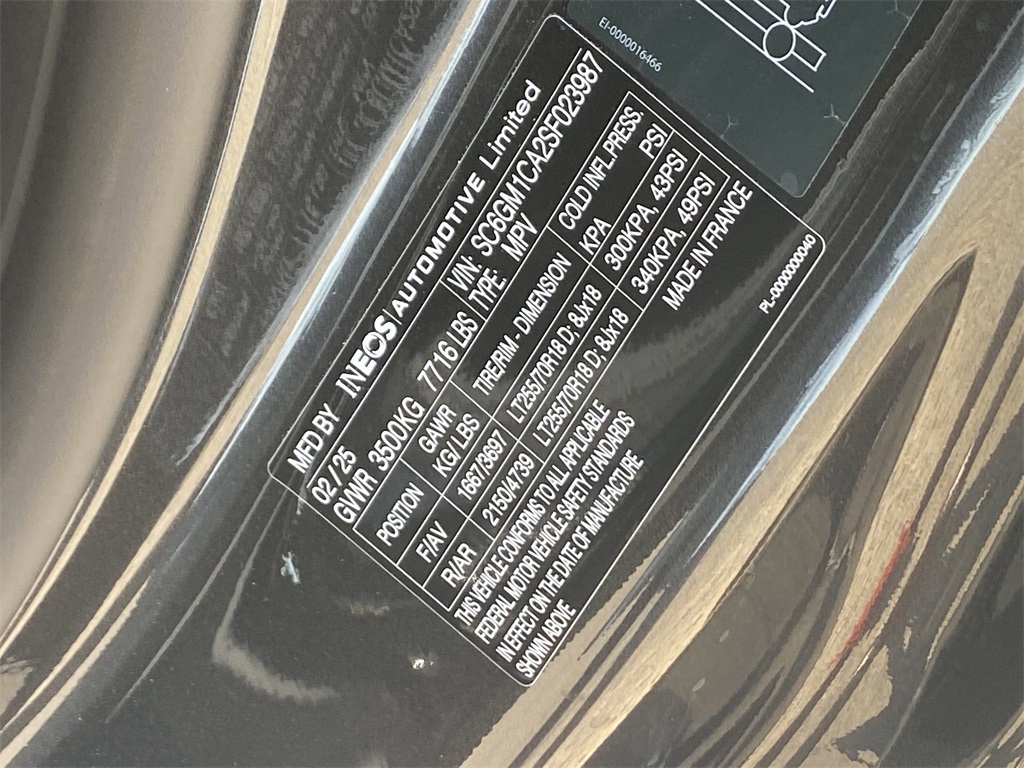 EI-0000016466
MFD BY INEOS AUTOMOTIVE Limited
02 / 25 VIN: SC6GM1CA2SF023987
GVWR 3500KG 7716 LBS TYPE: MPV
POSITION GAWR KG/LBS TIRE/RIM - DIMENSION COLD INFL.PRESS KPA PSI
F/AV 1667/3697 LT255/70R18 D: 8Jx18 300KPA, 43PSI
R/AR 2150/4739 LT255/70R18 D: 8Jx18 340KPA, 49PSI
THIS VEHICLE CONFORMS TO ALL APPLICABLE
FEDERAL MOTOR VEHICLE SAFETY STANDARDS
IN EFFECT ON THE DATE OF MANUFACTURE
SHOWN ABOVE
MADE IN FRANCE
PL-0000000040